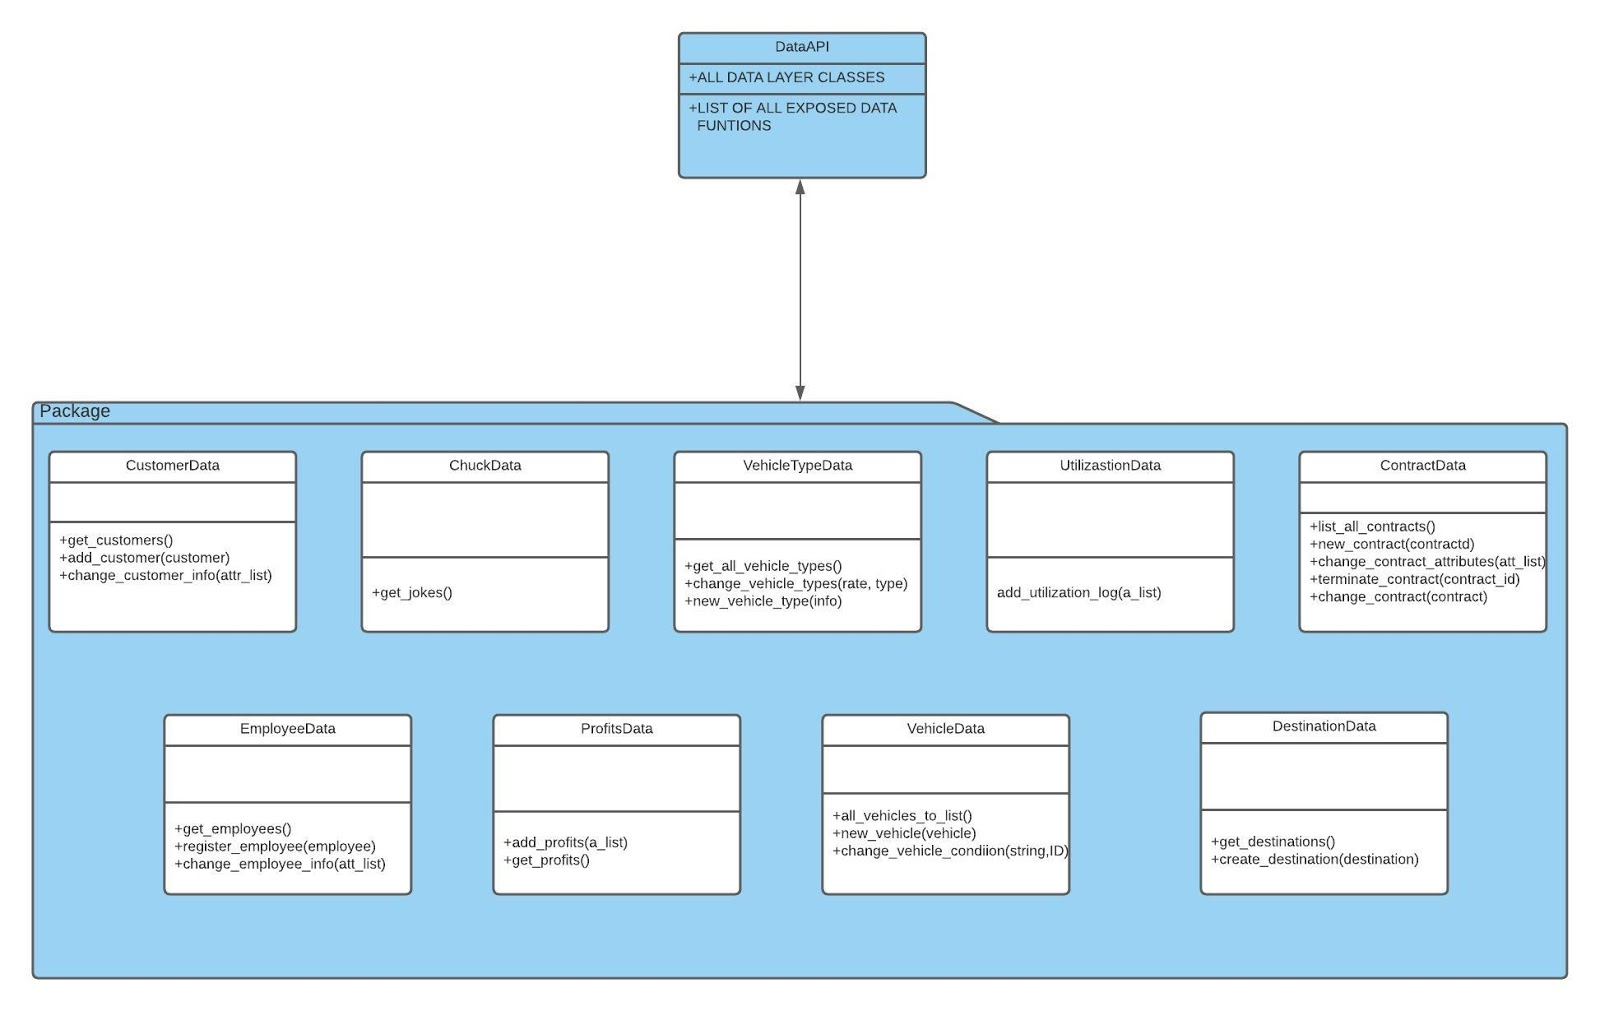 DataAPI
+ALL DATA LAYER CLASSES
+LIST OF ALL EXPOSED DATA
FUNTIONS
Package
CustomerData
+get_customers()
+add_customer(customer)
+change_customer_info(attr_list)
ChuckData
+get_jokes()
VehicleTypeData
+get_all_vehicle_types()
+change_vehicle_types(rate, type)
+new_vehicle_type(info)
UtilizastionData
add_utilization_log(a_list)
ContractData
+list_all_contracts()
+new_contract(contractd)
+change_contract_attributes(att_list)
+terminate_contract(contract_id)
+change_contract(contract)
EmployeeData
+get_employees()
+register_employee(employee)
+change_employee_info(att_list)
ProfitsData
+add_profits(a_list)
+get_profits()
VehicleData
+all_vehicles_to_list()
+new_vehicle(vehicle)
+change_vehicle_condiion(string,ID)
DestinationData
+get_destinations()
+create_destination(destination)